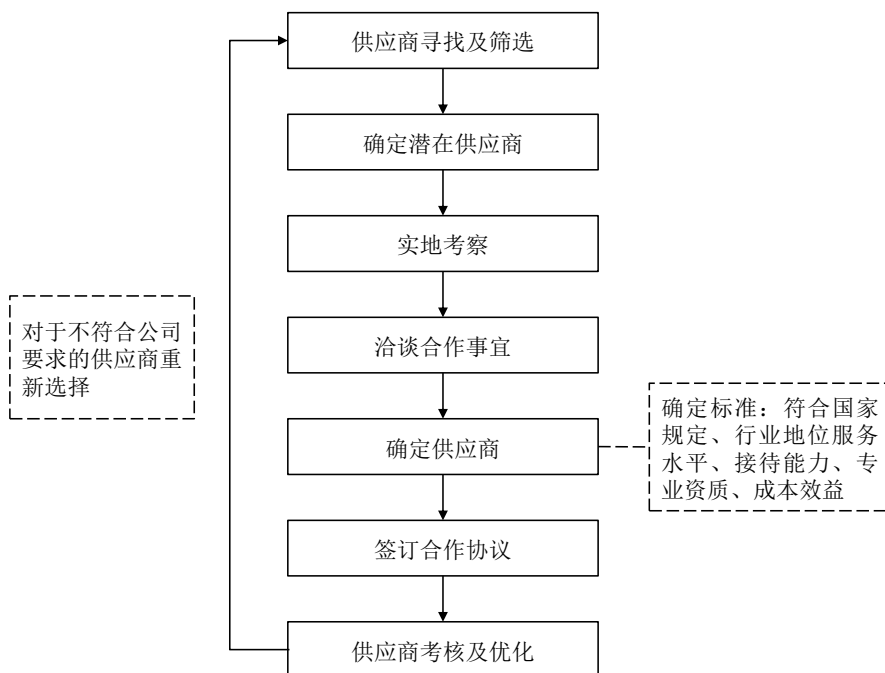 供应商寻找及筛选
确定潜在供应商
实地考察
洽谈合作事宜
对于不符合公司
要求的供应商重
新选择
确定供应商
确定标准：符合国家
规定、行业地位服务
水平、接待能力、专
业资质、成本效益
签订合作协议
供应商考核及优化